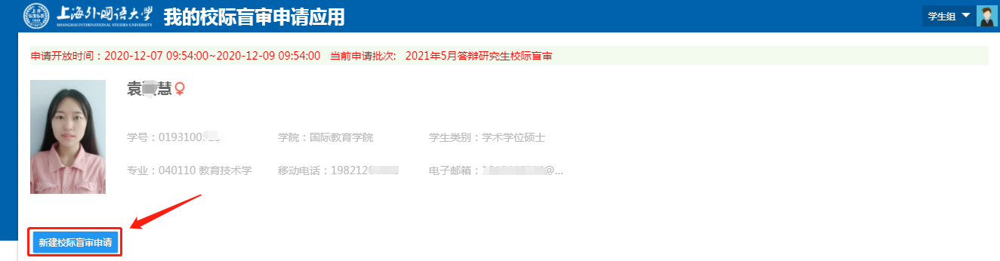 上海外国语大学 我的校际盲审申请应用 学生组
SHANGHAI INTERNATIONAL STUDIES UNIVERSITY
申请开放时间：2020-12-07 09:54:00~2020-12-09 09:54:00 当前申请批次: 2021年5月答辩研究生校际盲审
袁 慧
学号：0193100 学院：国际教育学院 学生类别：学术学位硕士
专业：040110 教育技术学 移动电话：198212 电子邮箱： @...
新建校际盲审申请